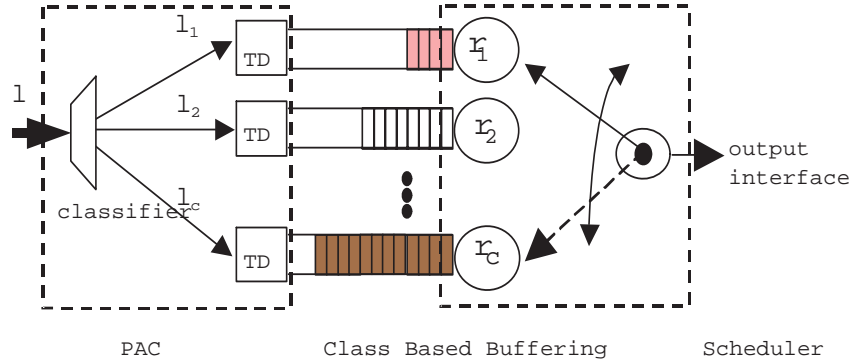 l
l1
l2
lc
classifier
TD
TD
TD
r1
r2
rC
output
interface
PAC
Class Based Buffering
Scheduler